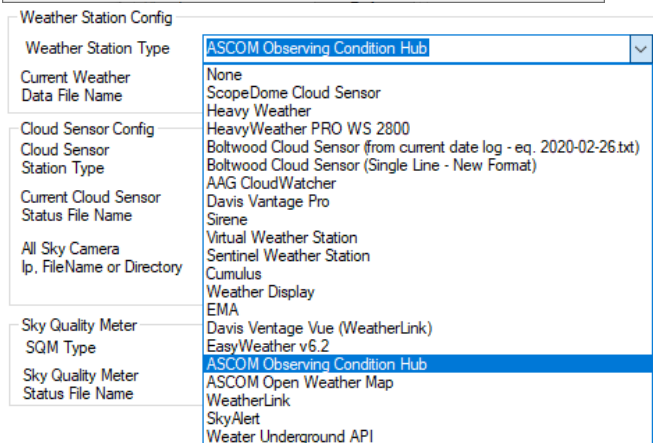 Weather Station Config
Weather Station Type
ASCOM Observing Condition Hub
Current Weather
Data File Name
None
ScopeDome Cloud Sensor
Heavy Weather
HeavyWeather PRO WS 2800
Boltwood Cloud Sensor (from current date log - eq. 2020-02-26.txt)
Boltwood Cloud Sensor (Single Line - New Format)
AAG CloudWatcher
Davis Vantage Pro
Sirene
Virtual Weather Station
Sentinel Weather Station
Cumulus
Weather Display
EMA
Davis Ventage Vue (WeatherLink)
EasyWeather v6.2
ASCOM Observing Condition Hub
ASCOM Open Weather Map
WeatherLink
SkyAlert
Weater Underground API
Cloud Sensor Config
Cloud Sensor
Station Type
Current Cloud Sensor
Status File Name
All Sky Camera
Ip, FileName or Directory
Sky Quality Meter
SQM Type
Sky Quality Meter
Status File Name